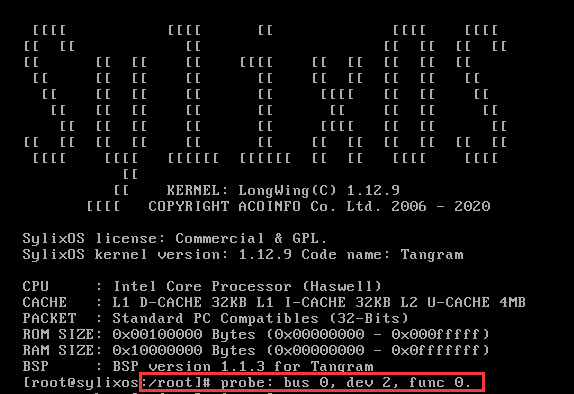 [[[[           [[[[      [[             [[[[    [[[[
[[  [[            [[                    [[  [[  [[  [[
[[      [[  [[    [[    [[[[    [[  [[  [[  [[  [[
 [[     [[  [[    [[      [[    [[  [[  [[  [[   [[
  [[    [[  [[    [[      [[     [[[[   [[  [[    [[
   [[   [[  [[    [[      [[      [[    [[  [[     [[
    [[  [[  [[    [[      [[     [[[[   [[  [[      [[
[[  [[  [[  [[    [[      [[    [[  [[  [[  [[  [[  [[
 [[[[    [[[[   [[[[[[  [[[[[[  [[  [[   [[[[    [[[[
           [[
          [[    KERNEL: LongWing(C) 1.12.9
       [[[[   COPYRIGHT ACOINFO Co. Ltd. 2006 - 2020
SylixOS license: Commercial & GPL.
SylixOS kernel version: 1.12.9 Code name: Tangram
CPU     : Intel Core Processor (Haswell)
CACHE   : L1 D-CACHE 32KB L1 I-CACHE 32KB L2 U-CACHE 4MB
PACKET  : Standard PC Compatibles (32-Bits)
ROM SIZE: 0x00100000 Bytes (0x00000000 - 0x000fffff)
RAM SIZE: 0x10000000 Bytes (0x00000000 - 0x0fffffff)
BSP     : BSP version 1.1.3 for Tangram
[root@sylixos:/root]# probe: bus 0, dev 2, func 0.